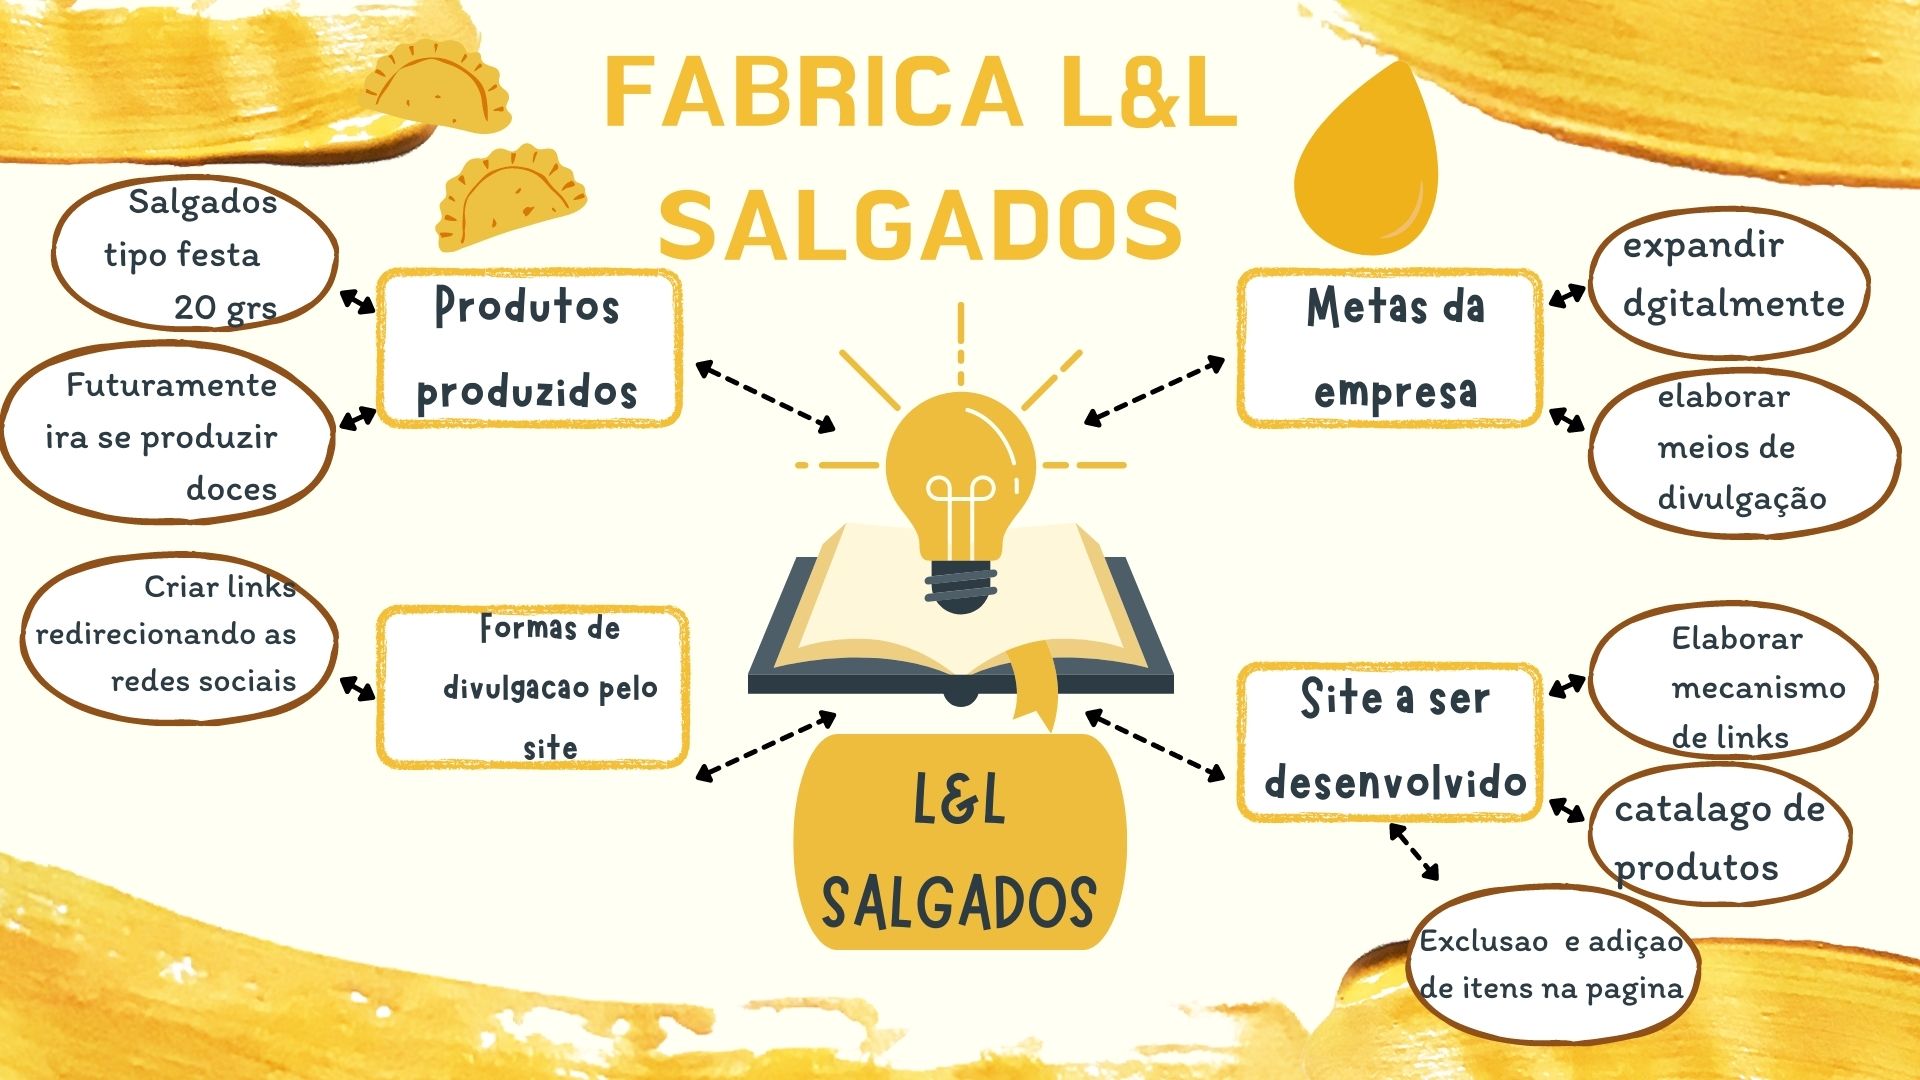 FABRICA L&L
SALGADOS
Salgados
tipo festa
20 grs
Futuramente
ira se produzir
doces
Produtos
produzidos
Criar links
redirecionando as
redes sociais
Formas de
divulgacao pelo
site
Metas da
empresa
expandir
dgitalmente
elaborar
meios de
divulgação
Site a ser
desenvolvido
Elaborar
mecanismo
de links
catalago de
produtos
Exclusao  e adiçao
de itens na pagina
L&L
SALGADOS